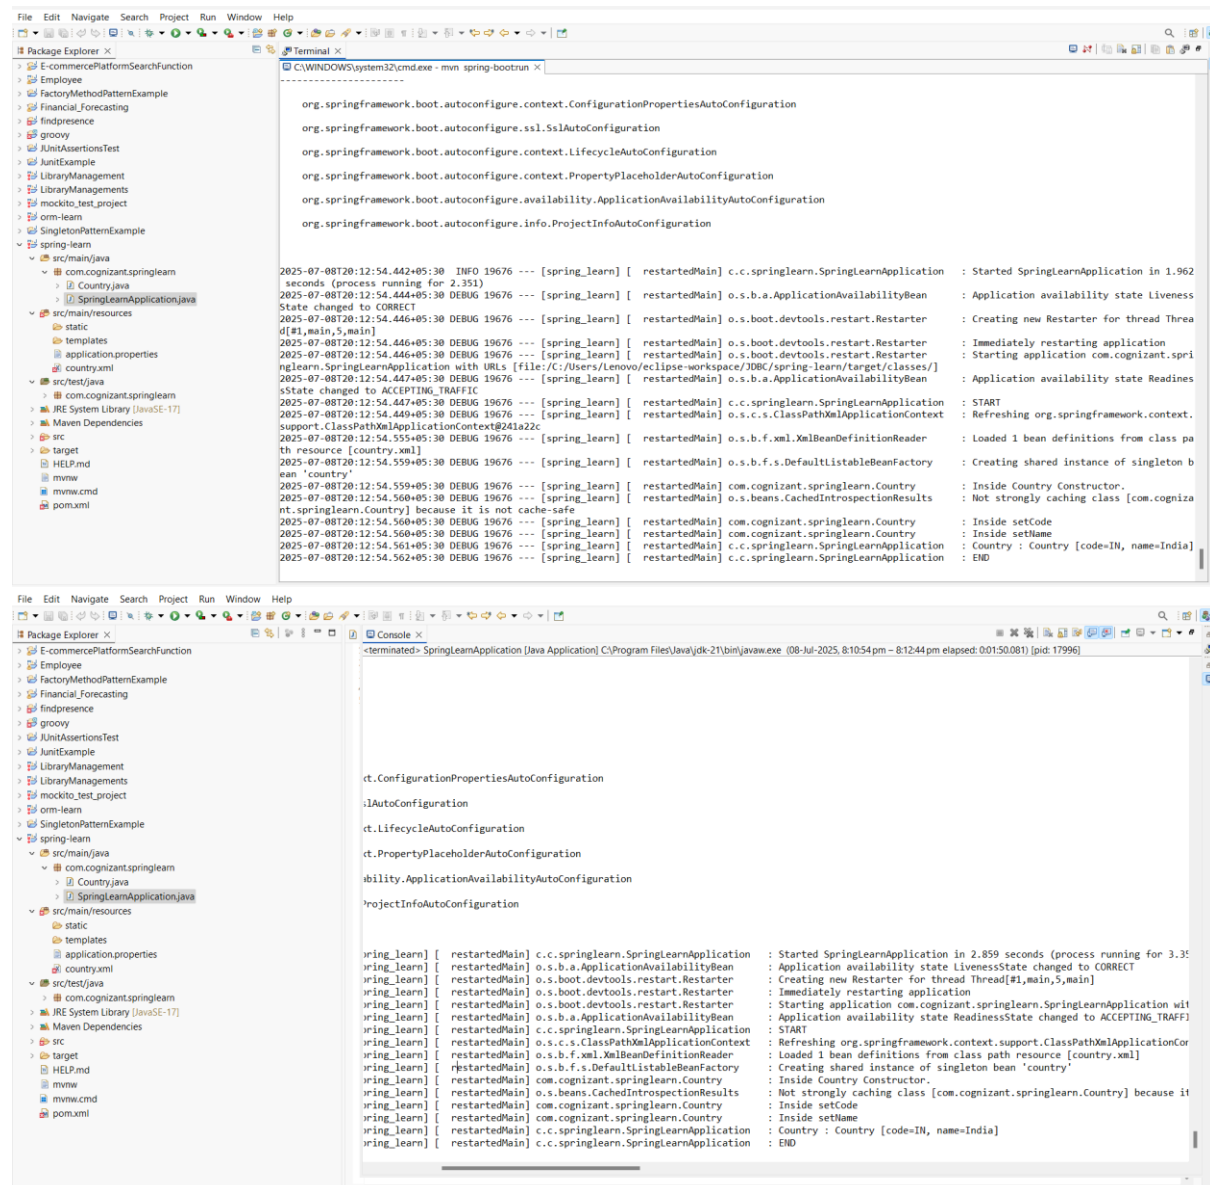 File Edit Navigate Search Project Run Window Help
Package Explorer
Terminal
E-commercePlatformSearchFunction
Employee
FactoryMethodPatternExample
Financial_Forecasting
findpresence
groovy
JUnitAssertionsTest
JunitExample
LibraryManagement
LibraryManagements
mockito_test_project
orm-learn
SingletonPatternExample
spring-learn
src/main/java
com.cognizant.springlearn
Country.java
SpringLearnApplication.java
src/main/resources
static
templates
application.properties
country.xml
src/test/java
com.cognizant.springlearn
JRE System Library [JavaSE-17]
Maven Dependencies
src
target
HELP.md
mvnw
mvnw.cmd
pom.xml
C:\WINDOWS\system32\cmd.exe - mvn spring-boot:run
---------------------
org.springframework.boot.autoconfigure.context.ConfigurationPropertiesAutoConfiguration
org.springframework.boot.autoconfigure.ssl.SslAutoConfiguration
org.springframework.boot.autoconfigure.context.LifecycleAutoConfiguration
org.springframework.boot.autoconfigure.context.PropertyPlaceholderAutoConfiguration
org.springframework.boot.autoconfigure.availability.ApplicationAvailabilityAutoConfiguration
org.springframework.boot.autoconfigure.info.ProjectInfoAutoConfiguration
2025-07-08T20:12:54.442+05:30 INFO 19676 --- [spring_learn] [ restartedMain] c.c.springlearn.SpringLearnApplication : Started SpringLearnApplication in 1.962
seconds (process running for 2.351)
2025-07-08T20:12:54.444+05:30 DEBUG 19676 --- [spring_learn] [ restartedMain] o.s.b.a.ApplicationAvailabilityBean : Application availability state Liveness
State changed to CORRECT
2025-07-08T20:12:54.446+05:30 DEBUG 19676 --- [spring_learn] [ restartedMain] o.s.boot.devtools.restart.Restarter : Creating new Restarter for thread Threa
d[#1,main,5,main]
2025-07-08T20:12:54.446+05:30 DEBUG 19676 --- [spring_learn] [ restartedMain] o.s.boot.devtools.restart.Restarter : Immediately restarting application
2025-07-08T20:12:54.446+05:30 DEBUG 19676 --- [spring_learn] [ restartedMain] o.s.boot.devtools.restart.Restarter : Starting application com.cognizant.spri
nglearn.SpringLearnApplication with URLs [file:/C:/Users/Lenovo/eclipse-workspace/JDBC/spring-learn/target/classes/]
2025-07-08T20:12:54.447+05:30 DEBUG 19676 --- [spring_learn] [ restartedMain] o.s.b.a.ApplicationAvailabilityBean : Application availability state Readines
sState changed to ACCEPTING_TRAFFIC
2025-07-08T20:12:54.447+05:30 DEBUG 19676 --- [spring_learn] [ restartedMain] c.c.springlearn.SpringLearnApplication : START
2025-07-08T20:12:54.449+05:30 DEBUG 19676 --- [spring_learn] [ restartedMain] o.s.c.s.ClassPathXmlApplicationContext : Refreshing org.springframework.context.
support.ClassPathXmlApplicationContext@241a22c
2025-07-08T20:12:54.555+05:30 DEBUG 19676 --- [spring_learn] [ restartedMain] o.s.b.f.xml.XmlBeanDefinitionReader : Loaded 1 bean definitions from class pa
th resource [country.xml]
2025-07-08T20:12:54.559+05:30 DEBUG 19676 --- [spring_learn] [ restartedMain] o.s.b.f.s.DefaultListableBeanFactory : Creating shared instance of singleton b
ean 'country'
2025-07-08T20:12:54.559+05:30 DEBUG 19676 --- [spring_learn] [ restartedMain] com.cognizant.springlearn.Country : Inside Country Constructor.
2025-07-08T20:12:54.560+05:30 DEBUG 19676 --- [spring_learn] [ restartedMain] o.s.beans.CachedIntrospectionResults : Not strongly caching class [com.cogniza
nt.springlearn.Country] because it is not cache-safe
2025-07-08T20:12:54.560+05:30 DEBUG 19676 --- [spring_learn] [ restartedMain] com.cognizant.springlearn.Country : Inside setCode
2025-07-08T20:12:54.560+05:30 DEBUG 19676 --- [spring_learn] [ restartedMain] com.cognizant.springlearn.Country : Inside setName
2025-07-08T20:12:54.561+05:30 DEBUG 19676 --- [spring_learn] [ restartedMain] c.c.springlearn.SpringLearnApplication : Country : Country [code=IN, name=India]
2025-07-08T20:12:54.562+05:30 DEBUG 19676 --- [spring_learn] [ restartedMain] c.c.springlearn.SpringLearnApplication : END
File Edit Navigate Search Project Run Window Help
Package Explorer
Console
E-commercePlatformSearchFunction
Employee
FactoryMethodPatternExample
Financial_Forecasting
findpresence
groovy
JUnitAssertionsTest
JunitExample
LibraryManagement
LibraryManagements
mockito_test_project
orm-learn
SingletonPatternExample
spring-learn
src/main/java
com.cognizant.springlearn
Country.java
SpringLearnApplication.java
src/main/resources
static
templates
application.properties
country.xml
src/test/java
com.cognizant.springlearn
JRE System Library [JavaSE-17]
Maven Dependencies
src
target
HELP.md
mvnw
mvnw.cmd
pom.xml
<terminated> SpringLearnApplication [Java Application] C:\Program Files\Java\jdk-21\bin\javaw.exe (08-Jul-2025, 8:10:54 pm – 8:12:44 pm elapsed: 0:01:50.081) [pid: 17996]
ct.ConfigurationPropertiesAutoConfiguration
slAutoConfiguration
ct.LifecycleAutoConfiguration
ct.PropertyPlaceholderAutoConfiguration
ability.ApplicationAvailabilityAutoConfiguration
ProjectInfoAutoConfiguration
pring_learn] [ restartedMain] c.c.springlearn.SpringLearnApplication : Started SpringLearnApplication in 2.859 seconds (process running for 3.35
pring_learn] [ restartedMain] o.s.b.a.ApplicationAvailabilityBean : Application availability state LivenessState changed to CORRECT
pring_learn] [ restartedMain] o.s.boot.devtools.restart.Restarter : Creating new Restarter for thread Thread[#1,main,5,main]
pring_learn] [ restartedMain] o.s.boot.devtools.restart.Restarter : Immediately restarting application
pring_learn] [ restartedMain] o.s.boot.devtools.restart.Restarter : Starting application com.cognizant.springlearn.SpringLearnApplication wit
pring_learn] [ restartedMain] o.s.b.a.ApplicationAvailabilityBean : Application availability state ReadinessState changed to ACCEPTING_TRAFFI
pring_learn] [ restartedMain] c.c.springlearn.SpringLearnApplication : START
pring_learn] [ restartedMain] o.s.c.s.ClassPathXmlApplicationContext : Refreshing org.springframework.context.support.ClassPathXmlApplicationCon
pring_learn] [ restartedMain] o.s.b.f.xml.XmlBeanDefinitionReader : Loaded 1 bean definitions from class path resource [country.xml]
pring_learn] [ restartedMain] o.s.b.f.s.DefaultListableBeanFactory : Creating shared instance of singleton bean 'country'
pring_learn] [ restartedMain] com.cognizant.springlearn.Country : Inside Country Constructor.
pring_learn] [ restartedMain] o.s.beans.CachedIntrospectionResults : Not strongly caching class [com.cognizant.springlearn.Country] because it
pring_learn] [ restartedMain] com.cognizant.springlearn.Country : Inside setCode
pring_learn] [ restartedMain] com.cognizant.springlearn.Country : Inside setName
pring_learn] [ restartedMain] c.c.springlearn.SpringLearnApplication : Country : Country [code=IN, name=India]
pring_learn] [ restartedMain] c.c.springlearn.SpringLearnApplication : END